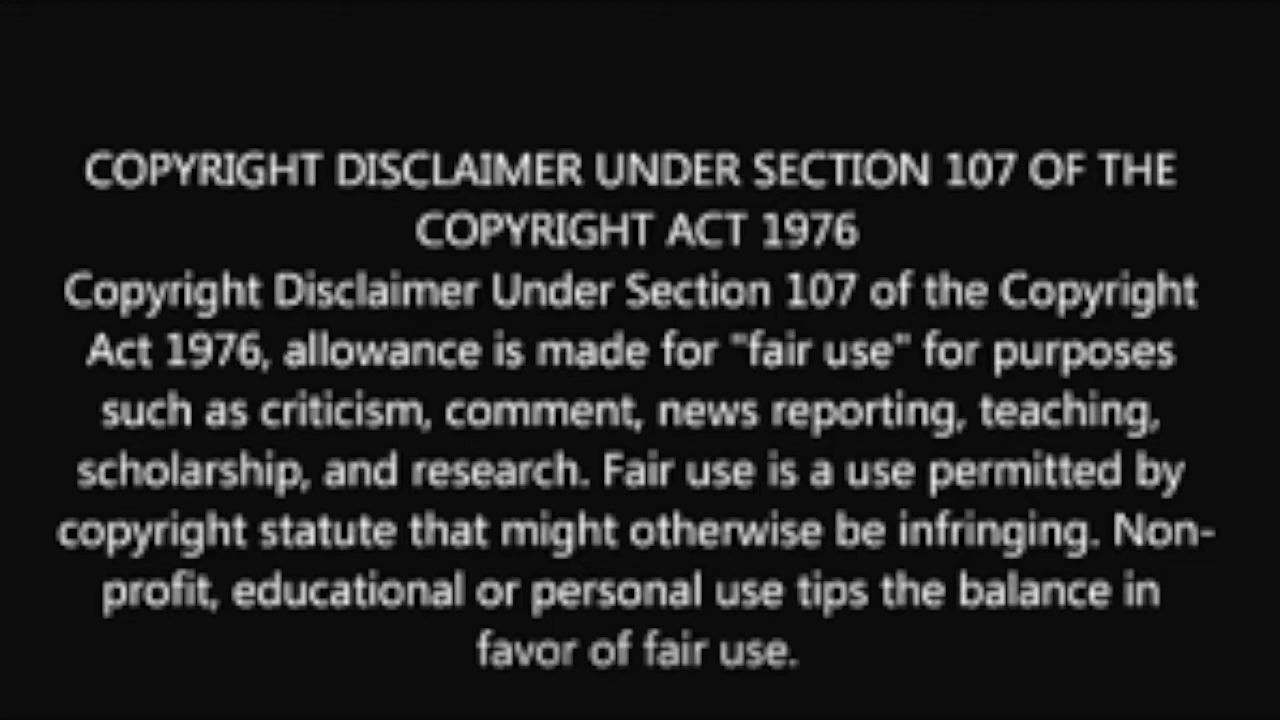 COPYRIGHT DISCLAIMER UNDER SECTION 107 OF THE
COPYRIGHT ACT 1976
Copyright Disclaimer Under Section 107 of the Copyright
Act 1976, allowance is made for "fair use" for purposes
such as criticism, comment, news reporting, teaching,
scholarship, and research. Fair use is a use permitted by
copyright statute that might otherwise be infringing. Non-
profit, educational or personal use tips the balance in
favor of fair use.